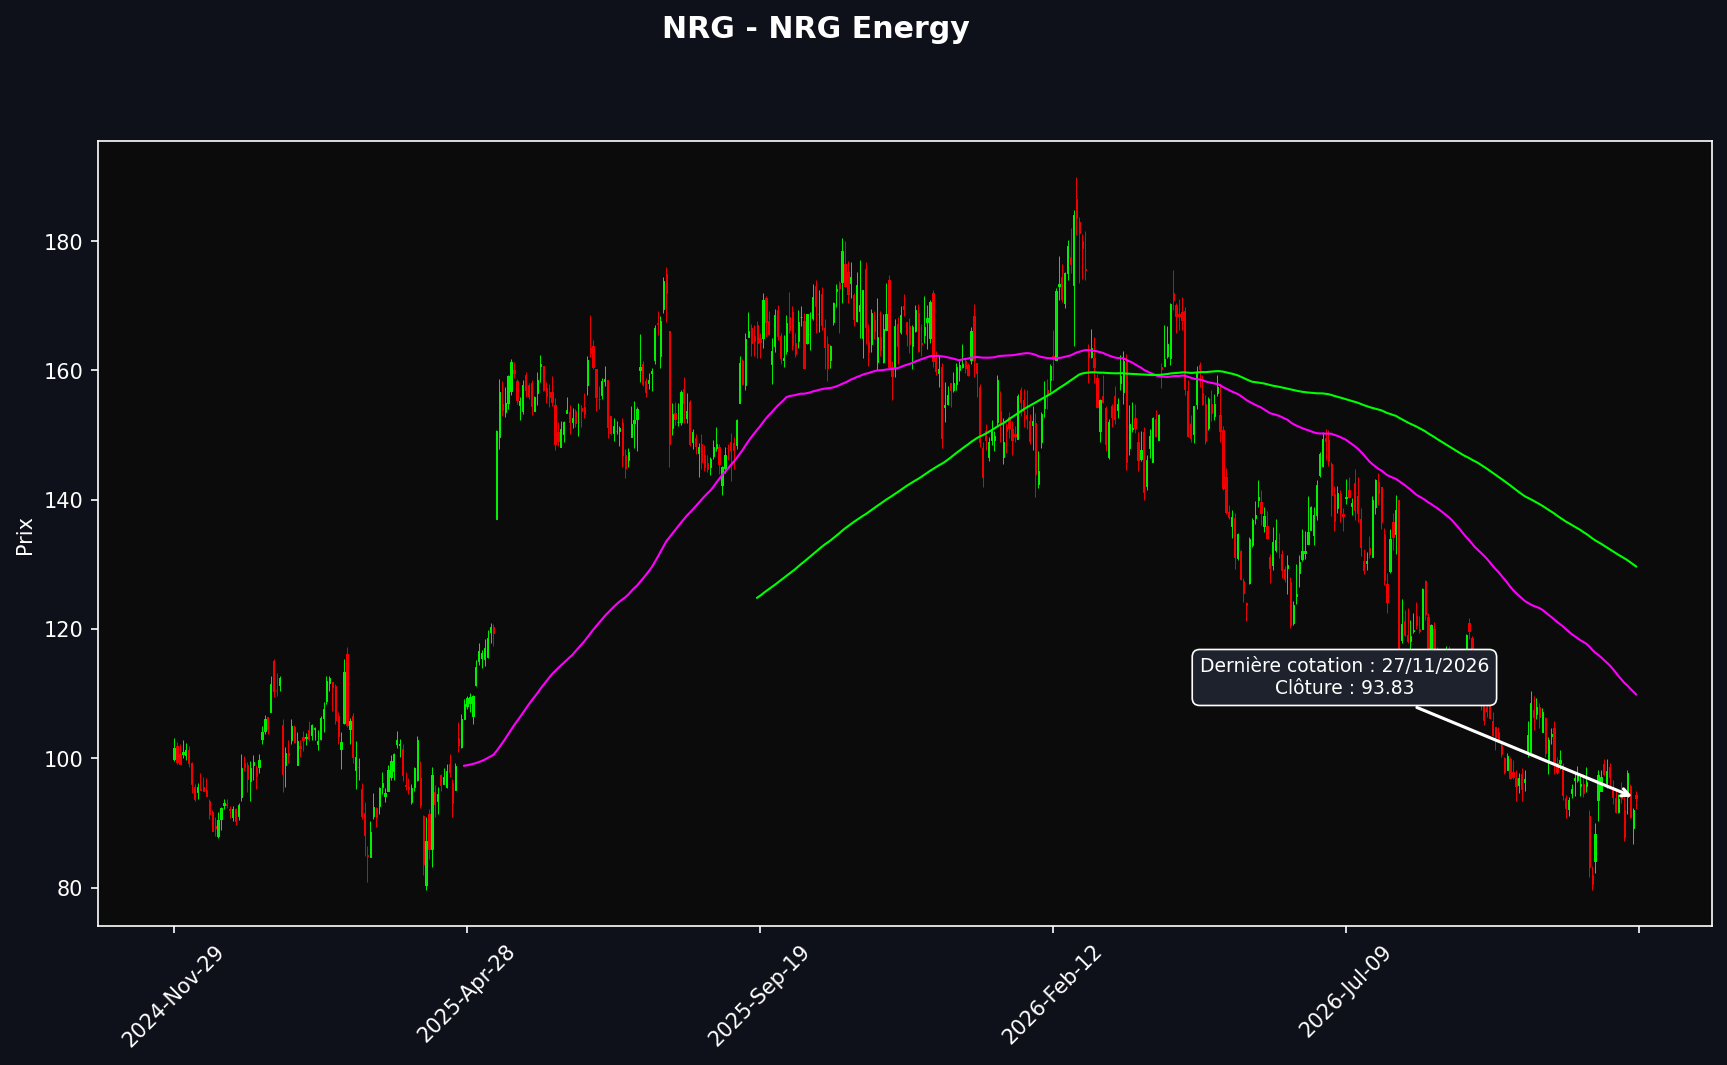 NRG - NRG Energy
Prix
180
160
140
120
100
80
Dernière cotation : 27/11/2026
Clôture : 93.83
2024-Nov-29
2025-Apr-28
2025-Sep-19
2026-Feb-12
2026-Jul-09